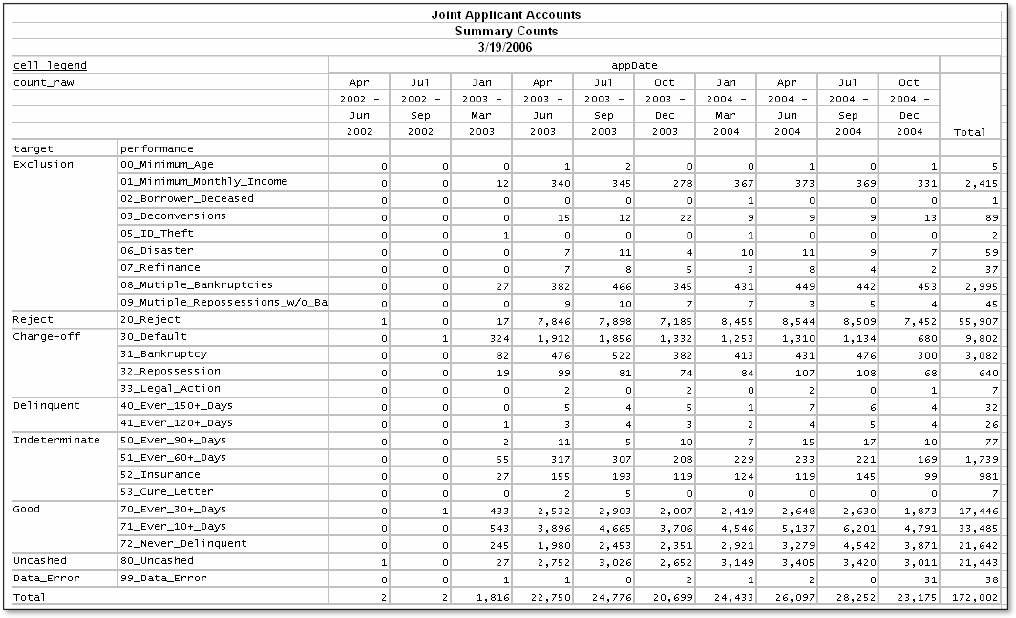 Joint Applicant Accounts
Summary Counts
3/19/2006
cell_legend appDate
count_raw Apr Jul Jan Apr Jul Oct Jan Apr Jul Oct
2002 - 2002 - 2003 - 2003 - 2003 - 2003 - 2004 - 2004 - 2004 - 2004 -
Jun Sep Mar Jun Sep Dec Mar Jun Sep Dec
2002 2002 2003 2003 2003 2003 2004 2004 2004 2004 Total
target performance
Exclusion 00_Minimum_Age 0 0 0 1 2 0 0 1 0 1 5
01_Minimum_Monthly_Income 0 0 12 340 345 278 367 373 369 331 2,415
02_Borrower_Deceased 0 0 0 0 0 0 1 0 0 0 1
03_Deconversions 0 0 0 15 12 22 9 9 9 13 89
05_ID_Theft 0 0 1 0 0 0 1 0 0 0 2
06_Disaster 0 0 0 7 11 4 10 11 9 7 59
07_Refinance 0 0 0 7 8 5 3 8 4 2 37
08_Mutiple_Bankruptcies 0 0 27 382 466 345 431 449 442 453 2,995
09_Mutiple_Repossessions_w/o_Ba 0 0 0 9 10 7 7 3 5 4 45
Reject 20_Reject 1 0 17 7,846 7,898 7,185 8,455 8,544 8,509 7,452 55,907
Charge-off 30_Default 0 1 324 1,912 1,856 1,332 1,253 1,310 1,134 680 9,802
31_Bankruptcy 0 0 82 476 522 382 413 431 476 300 3,082
32_Repossession 0 0 19 99 81 74 84 107 108 68 640
33_Legal_Action 0 0 0 2 0 2 0 2 0 1 7
Delinquent 40_Ever_150+_Days 0 0 0 5 4 5 1 7 6 4 32
41_Ever_120+_Days 0 0 1 3 4 3 2 4 5 4 26
Indeterminate 50_Ever_90+_Days 0 0 2 11 5 10 7 15 17 10 77
51_Ever_60+_Days 0 0 55 317 307 208 229 233 221 169 1,739
52_Insurance 0 0 27 155 193 119 124 119 145 99 981
53_Cure_Letter 0 0 0 2 5 0 0 0 0 0 7
Good 70_Ever_30+_Days 0 1 433 2,532 2,903 2,007 2,419 2,648 2,630 1,873 17,446
71_Ever_10+_Days 0 0 543 3,896 4,665 3,706 4,546 5,137 6,201 4,791 33,485
72_Never_Delinquent 0 0 245 1,980 2,453 2,351 2,921 3,279 4,542 3,871 21,642
Uncashed 80_Uncashed 1 0 27 2,752 3,026 2,652 3,149 3,405 3,420 3,011 21,443
Data_Error 99_Data_Error 0 0 1 1 0 2 1 2 0 31 38
Total 2 2 1,816 22,750 24,776 20,699 24,433 26,097 28,252 23,175 172,002